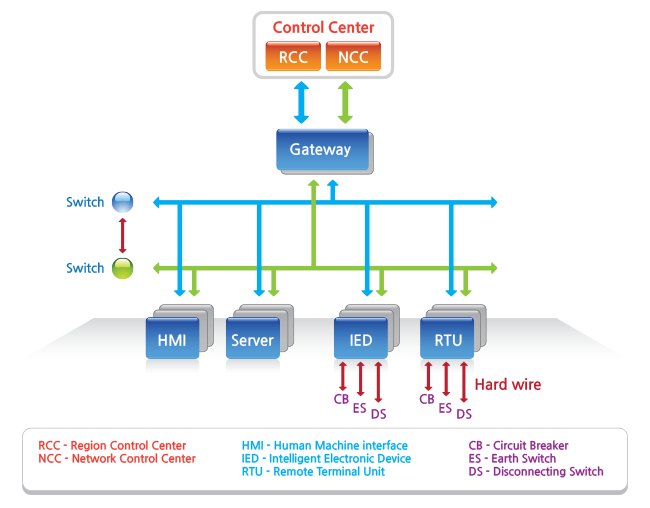 Control Center
RCC NCC
Gateway
Switch
Switch
HMI Server IED RTU
Hard wire
CB ES DS CB ES DS
RCC - Region Control Center
NCC - Network Control Center
HMI - Human Machine interface
IED - Intelligent Electronic Device
RTU - Remote Terminal Unit
CB - Circuit Breaker
ES - Earth Switch
DS - Disconnecting Switch